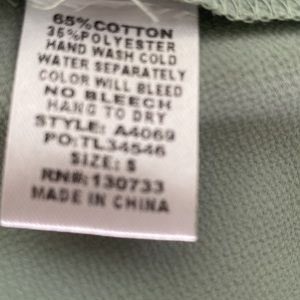 65%COTTON
35%POLYESTER
HAND WASH COLD
WATER SEPARATELY
COLOR WILL BLEED
NO BLEECH
HANG TO DRY
STYLE: A4069
PO:TL34546
SIZE: S
RN#: 130733
MADE IN CHINA